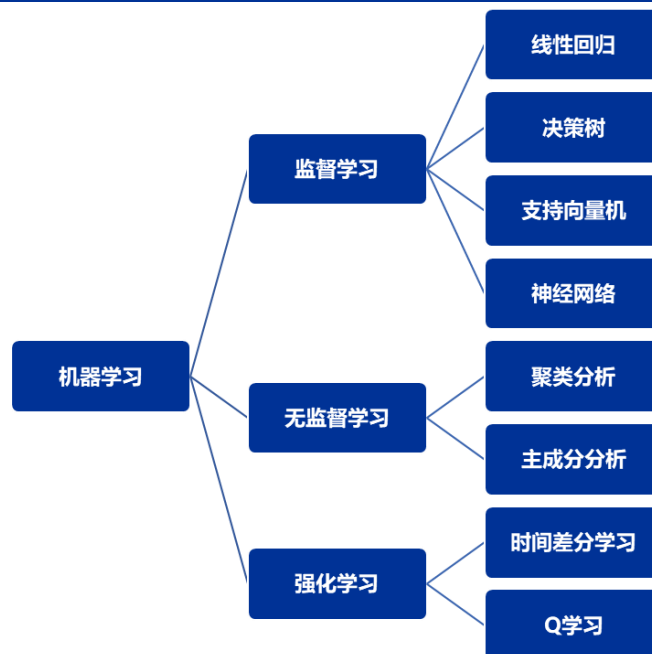 机器学习
监督学习
线性回归
决策树
支持向量机
神经网络
无监督学习
聚类分析
主成分分析
强化学习
时间差分学习
Q学习